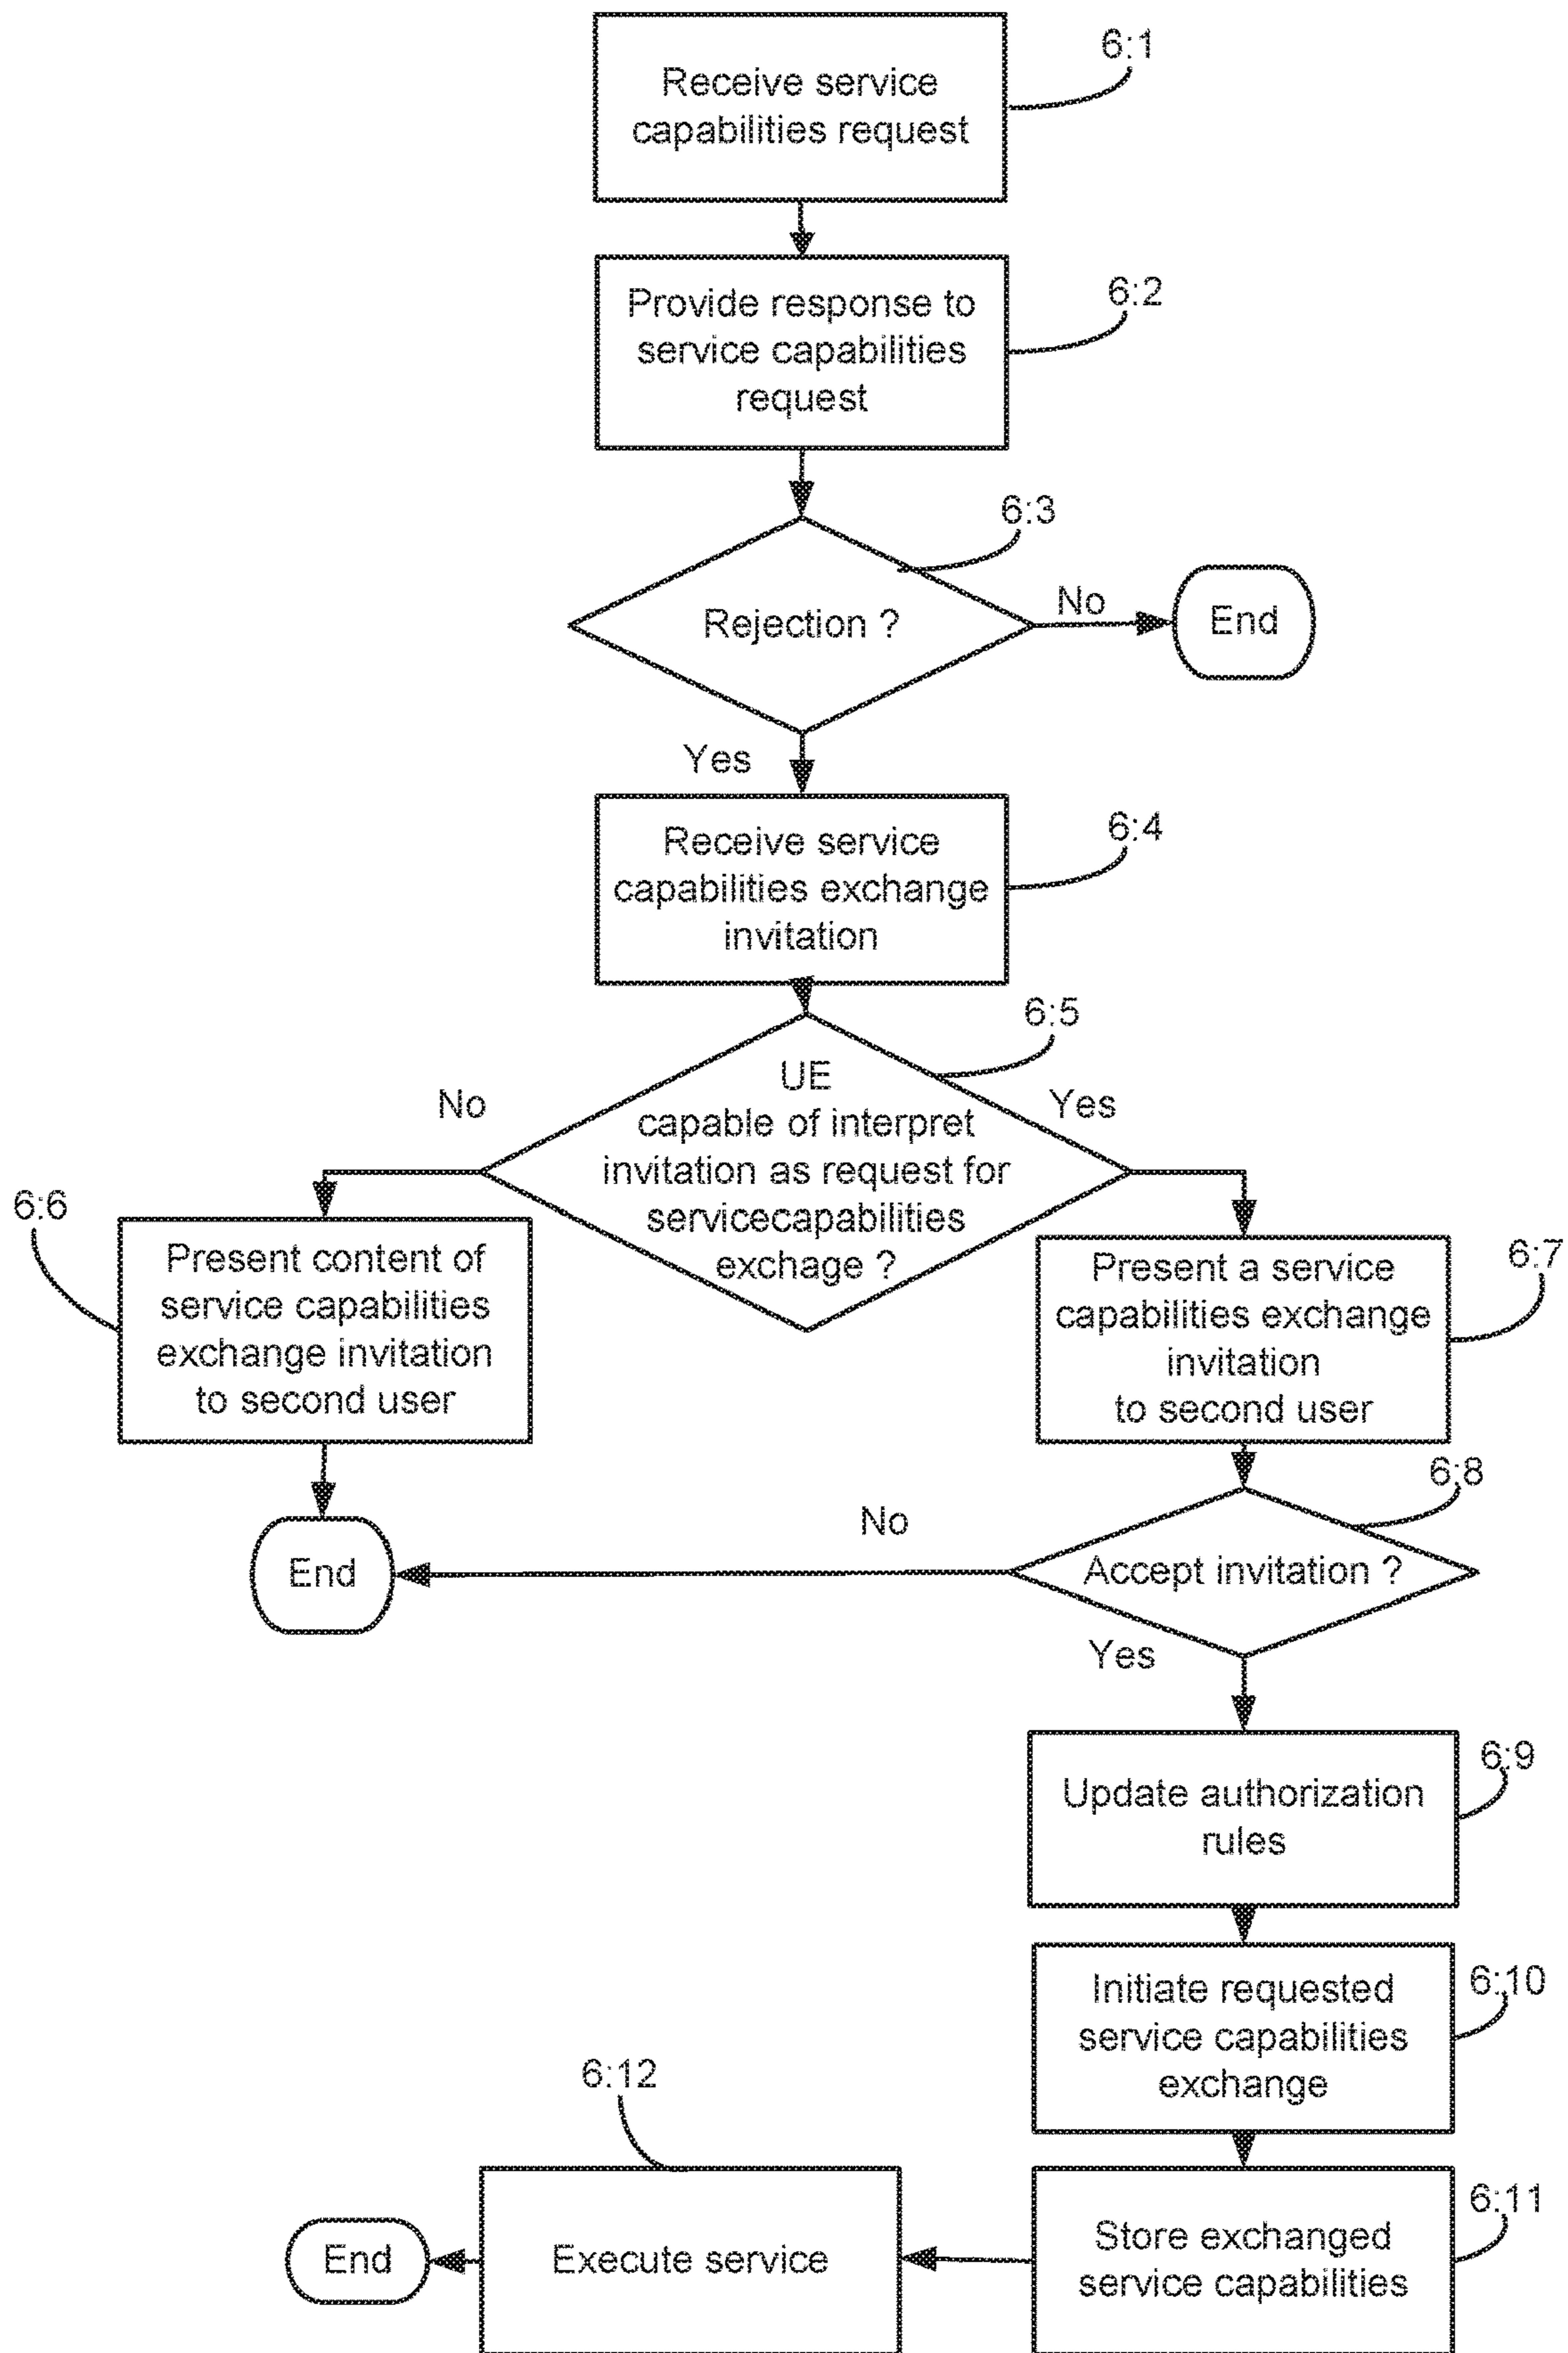 6:1
Receive service
capabilities request
6:2
Provide response to
service capabilities
request
6:3
Rejection ?
No
End
Yes
6:4
Receive service
capabilities exchange
invitation
6:5
UE
capable of interpret
invitation as request for
servicecapabilities
exchage ?
No
Yes
6:6
Present content of
service capabilities
exchange invitation
to second user
6:7
Present a service
capabilities exchange
invitation
to second user
6:8
Accept invitation ?
No
End
Yes
6:9
Update authorization
rules
6:10
Initiate requested
service capabilities
exchange
6:11
Store exchanged
service capabilities
6:12
Execute service
End